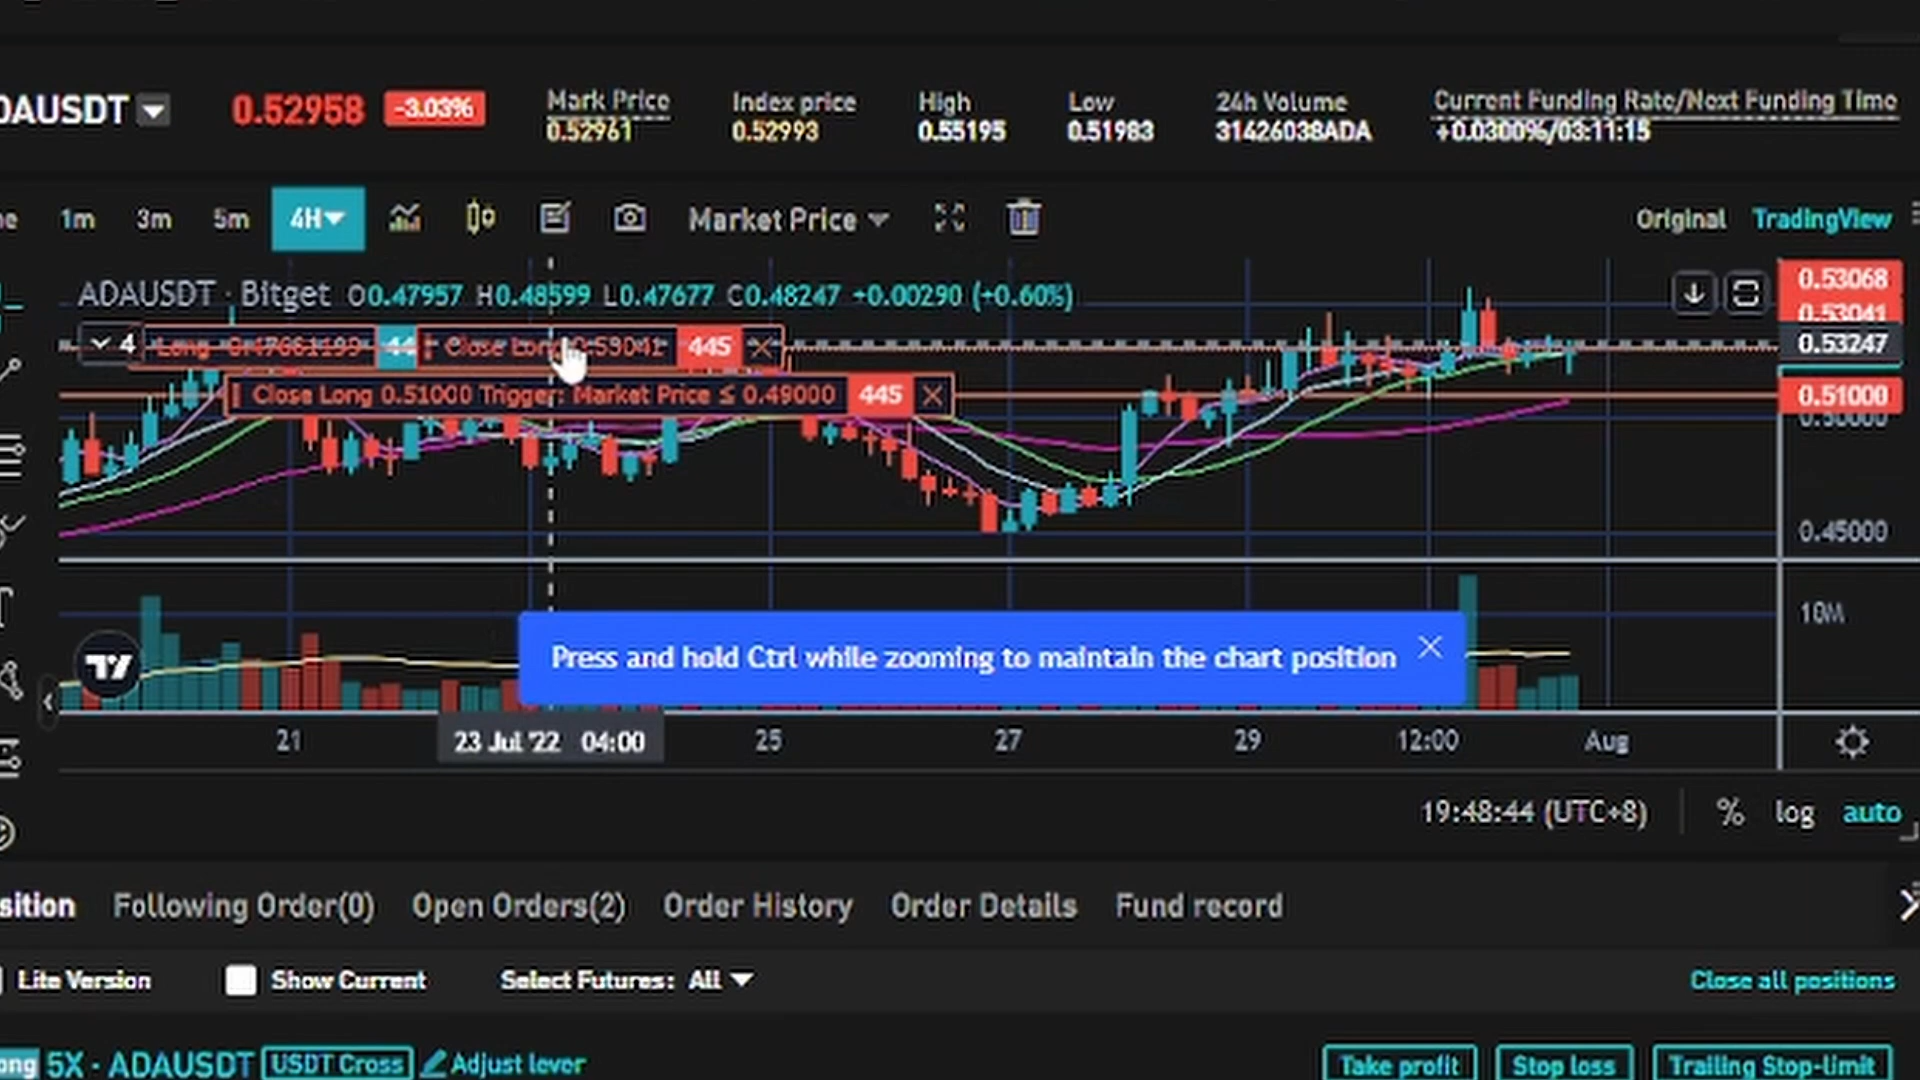 DAUSDT 0.52958 -3.03%
Mark Price Index price High Low 24h Volume Current Funding Rate/Next Funding Time
0.52961 0.52993 0.55195 0.51983 31426038ADA +0.0300%/03:11:15
1m 3m 5m 4H Market Price Original TradingView
ADAUSDT · Bitget O0.47957 H0.48599 L0.47677 C0.48247 +0.00290 (+0.60%)
0.53068
0.53041
4 Long 44 Close Long 0.53041 445
0.53247
Close Long 0.51000 Trigger: Market Price ≤ 0.49000 445
0.51000
0.50000
0.45000
10M
Press and hold Ctrl while zooming to maintain the chart position
21 23 Jul '22 04:00 25 27 29 12:00 Aug
19:48:44 (UTC+8) % log auto
sition Following Order(0) Open Orders(2) Order History Order Details Fund record
Lite Version Show Current Select Futures: All Close all positions
ong 5X · ADAUSDT USDT Cross Adjust lever Take profit Stop loss Trailing Stop-limit